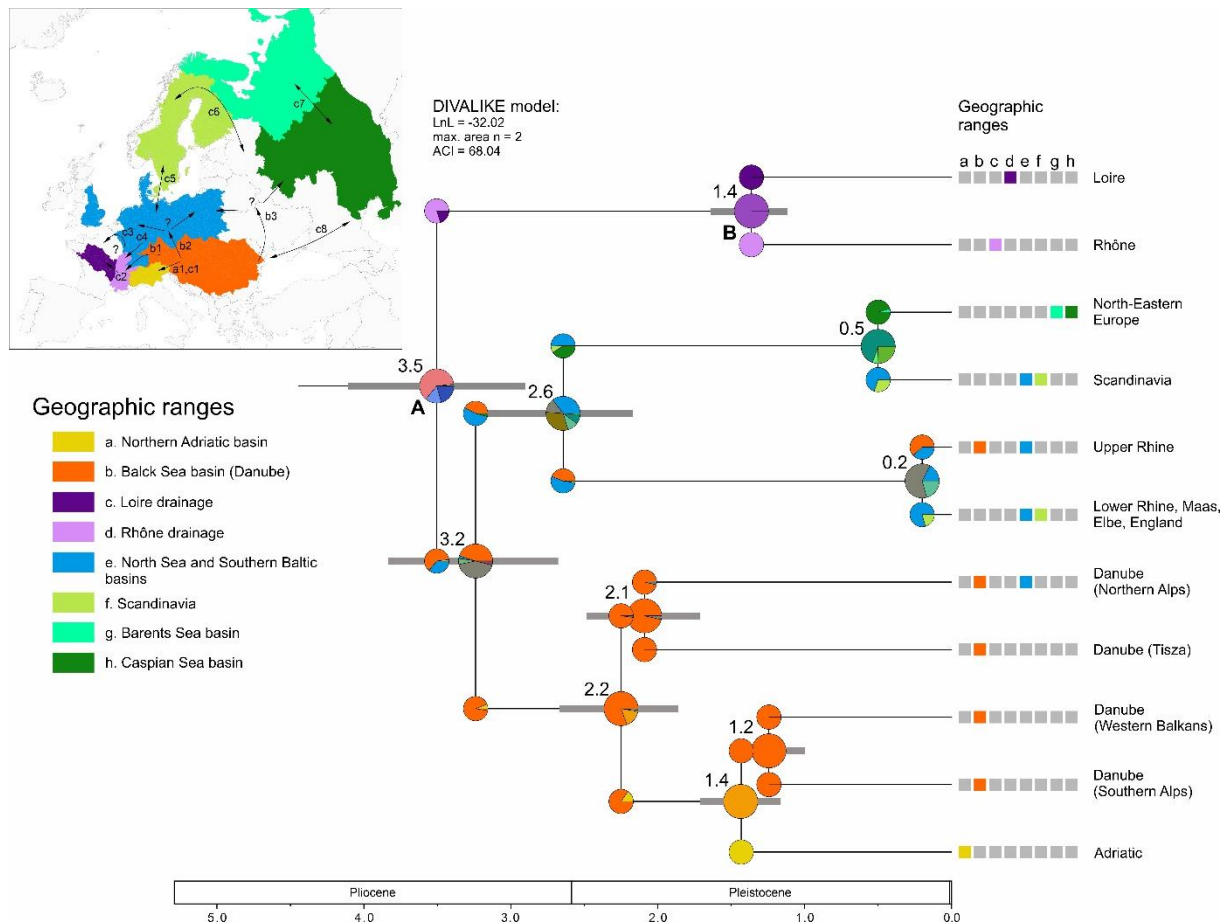 c7
c6
c5
?
?
b3
c3
c4
?
b1
b2
c8
c2
a1,c1
DIVALIKE model:
LnL = -32.02
max. area n = 2
ACI = 68.04
Geographic
ranges
a b c d e f g h
Loire
Rhône
North-Eastern
Europe
Scandinavia
Upper Rhine
Lower Rhine, Maas,
Elbe, England
Danube
(Northern Alps)
Danube (Tisza)
Danube
(Western Balkans)
Danube
(Southern Alps)
Adriatic
1.4
B
0.5
3.5
A
2.6
0.2
3.2
2.1
2.2
1.2
1.4
Geographic ranges
a. Northern Adriatic basin
b. Balck Sea basin (Danube)
c. Loire drainage
d. Rhône drainage
e. North Sea and Southern Baltic
basins
f. Scandinavia
g. Barents Sea basin
h. Caspian Sea basin
Pliocene
Pleistocene
5.0
4.0
3.0
2.0
1.0
0.0